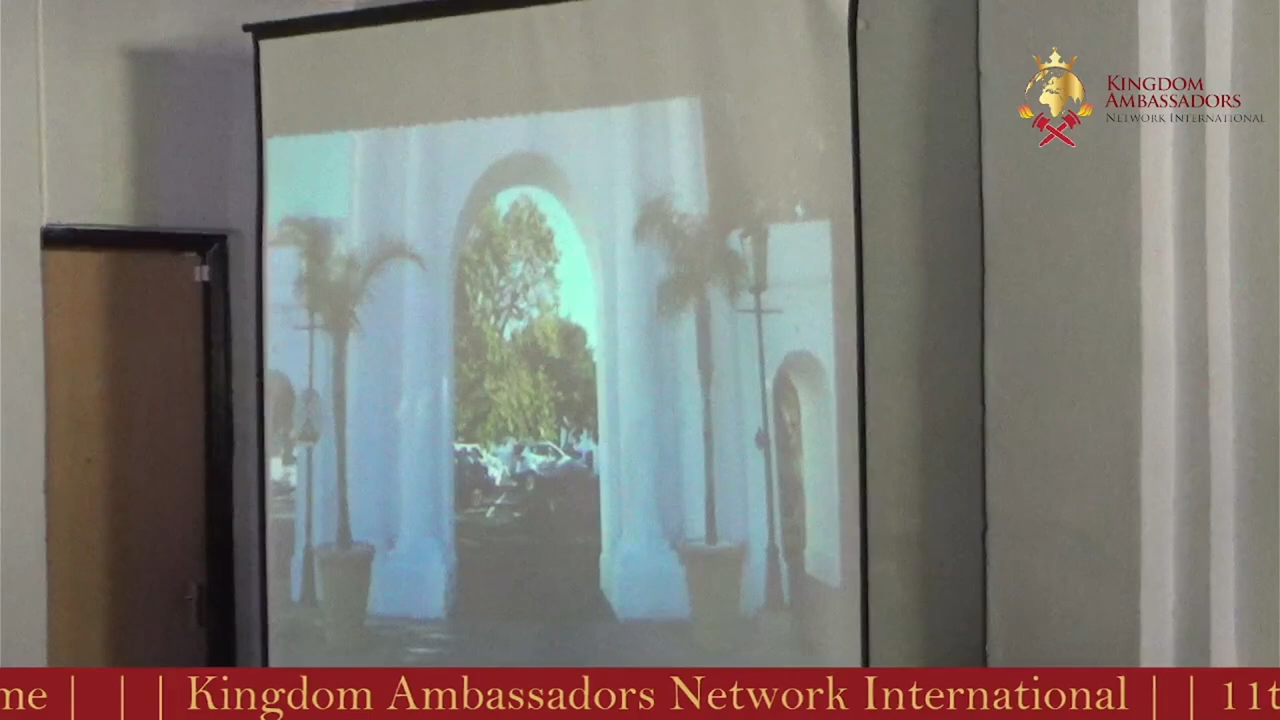 KINGDOM
AMBASSADORS
NETWORK INTERNATIONAL
me | | | Kingdom Ambassadors Network International | | 11t